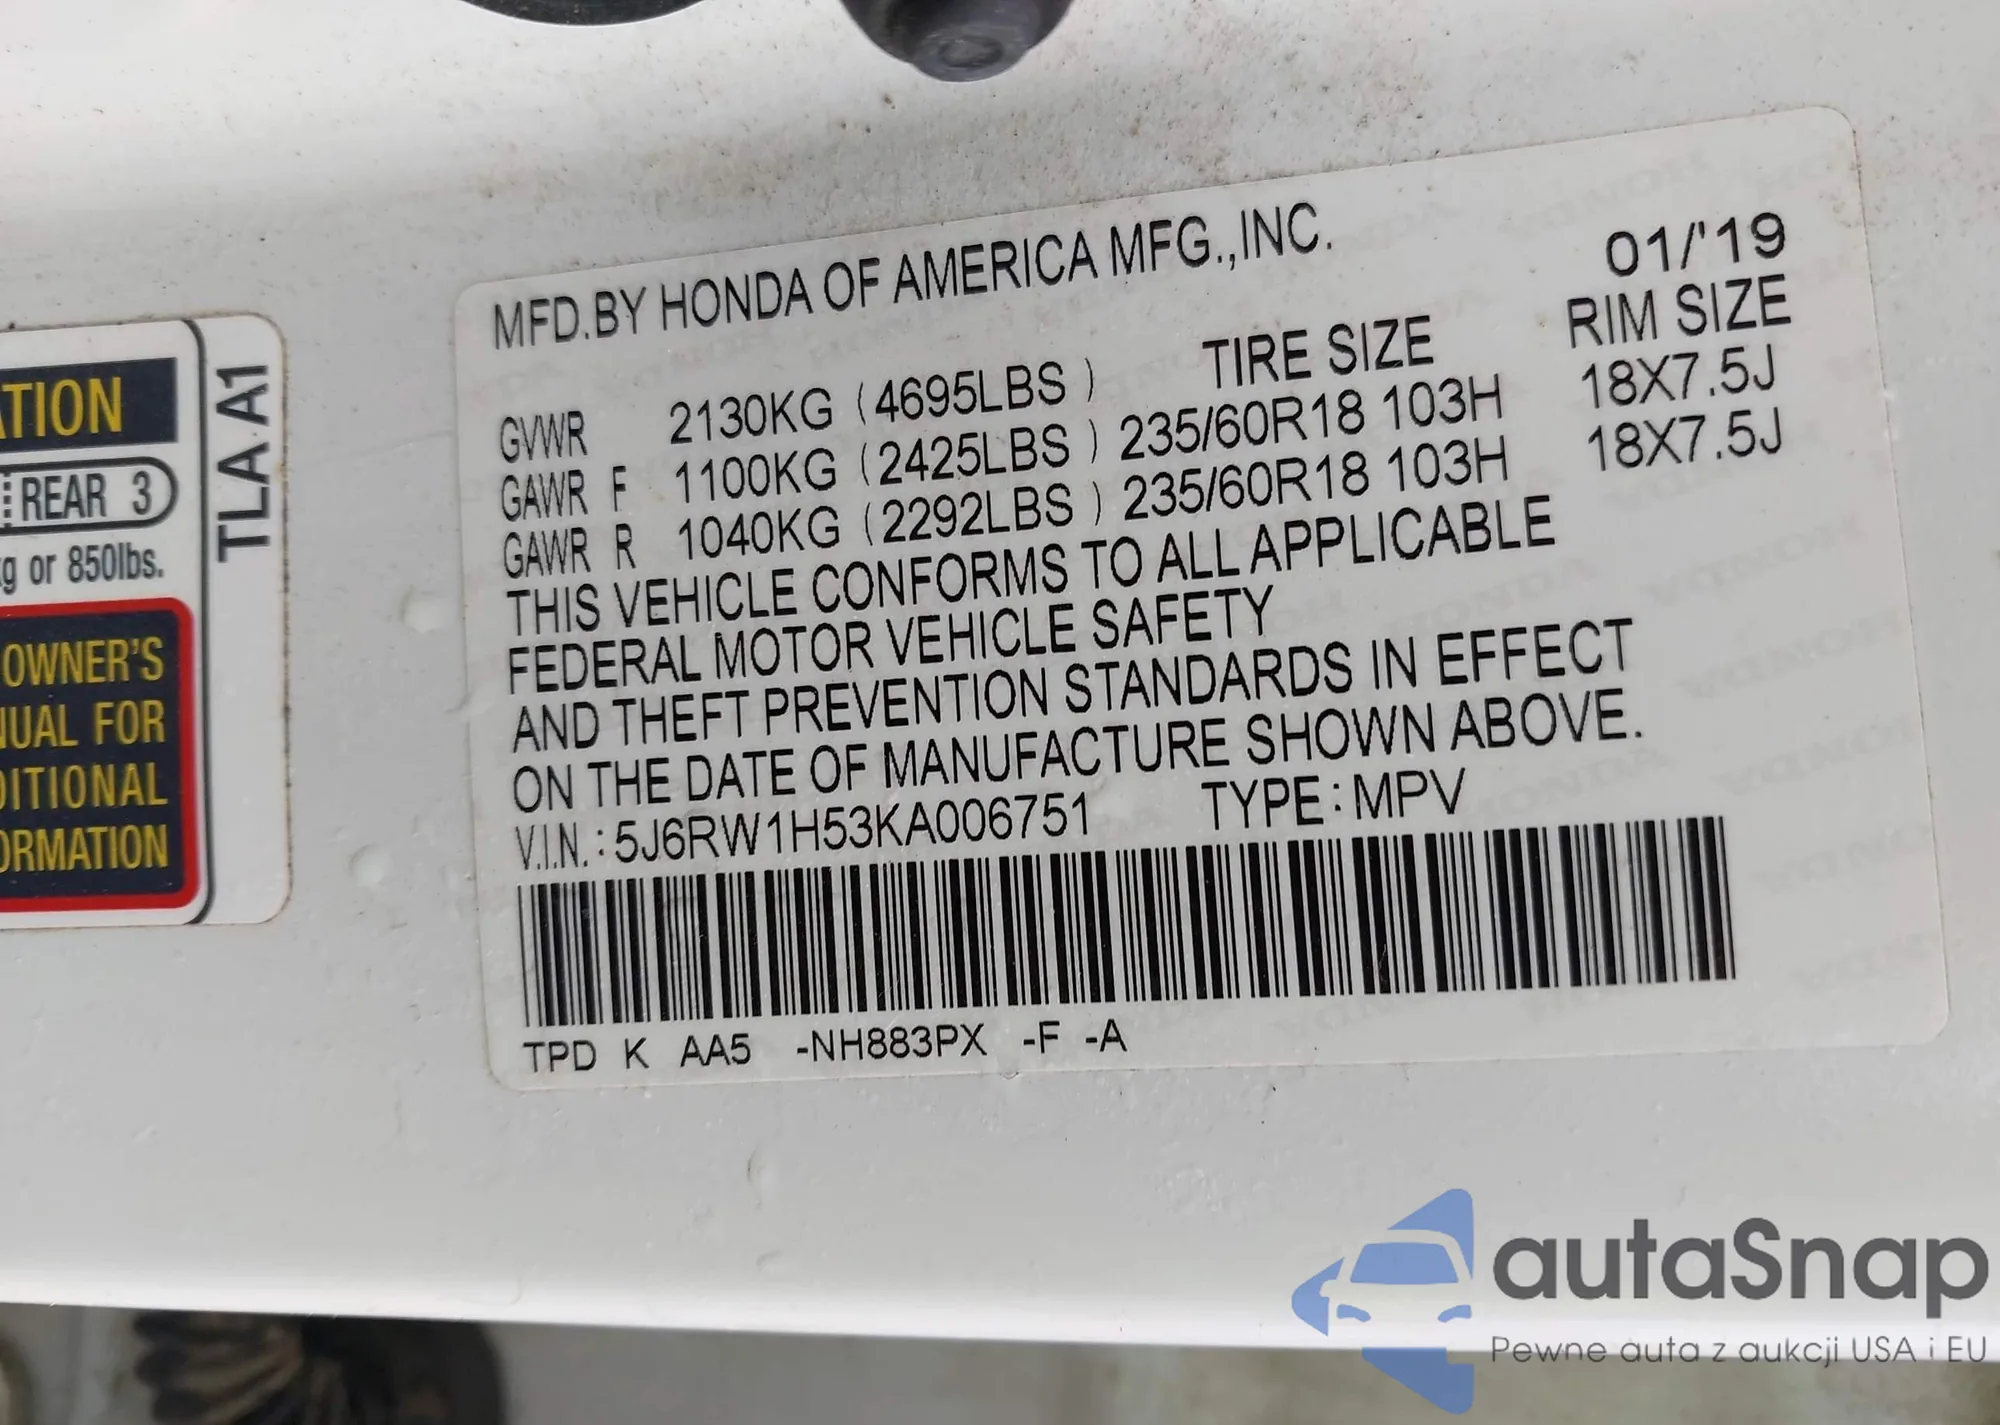 ATION
REAR 3
g or 850lbs.
OWNER'S
NUAL FOR
DITIONAL
ORMATION
TLA A1
MFD.BY HONDA OF AMERICA MFG.,INC. 01/'19
TIRE SIZE RIM SIZE
GVWR 2130KG (4695LBS)
GAWR F 1100KG (2425LBS) 235/60R18 103H 18X7.5J
GAWR R 1040KG (2292LBS) 235/60R18 103H 18X7.5J
THIS VEHICLE CONFORMS TO ALL APPLICABLE
FEDERAL MOTOR VEHICLE SAFETY
AND THEFT PREVENTION STANDARDS IN EFFECT
ON THE DATE OF MANUFACTURE SHOWN ABOVE.
V.I.N.: 5J6RW1H53KA006751 TYPE: MPV
TPD K AA5 -NH883PX -F -A
autaSnap
Pewne auta z aukcji USA i EU